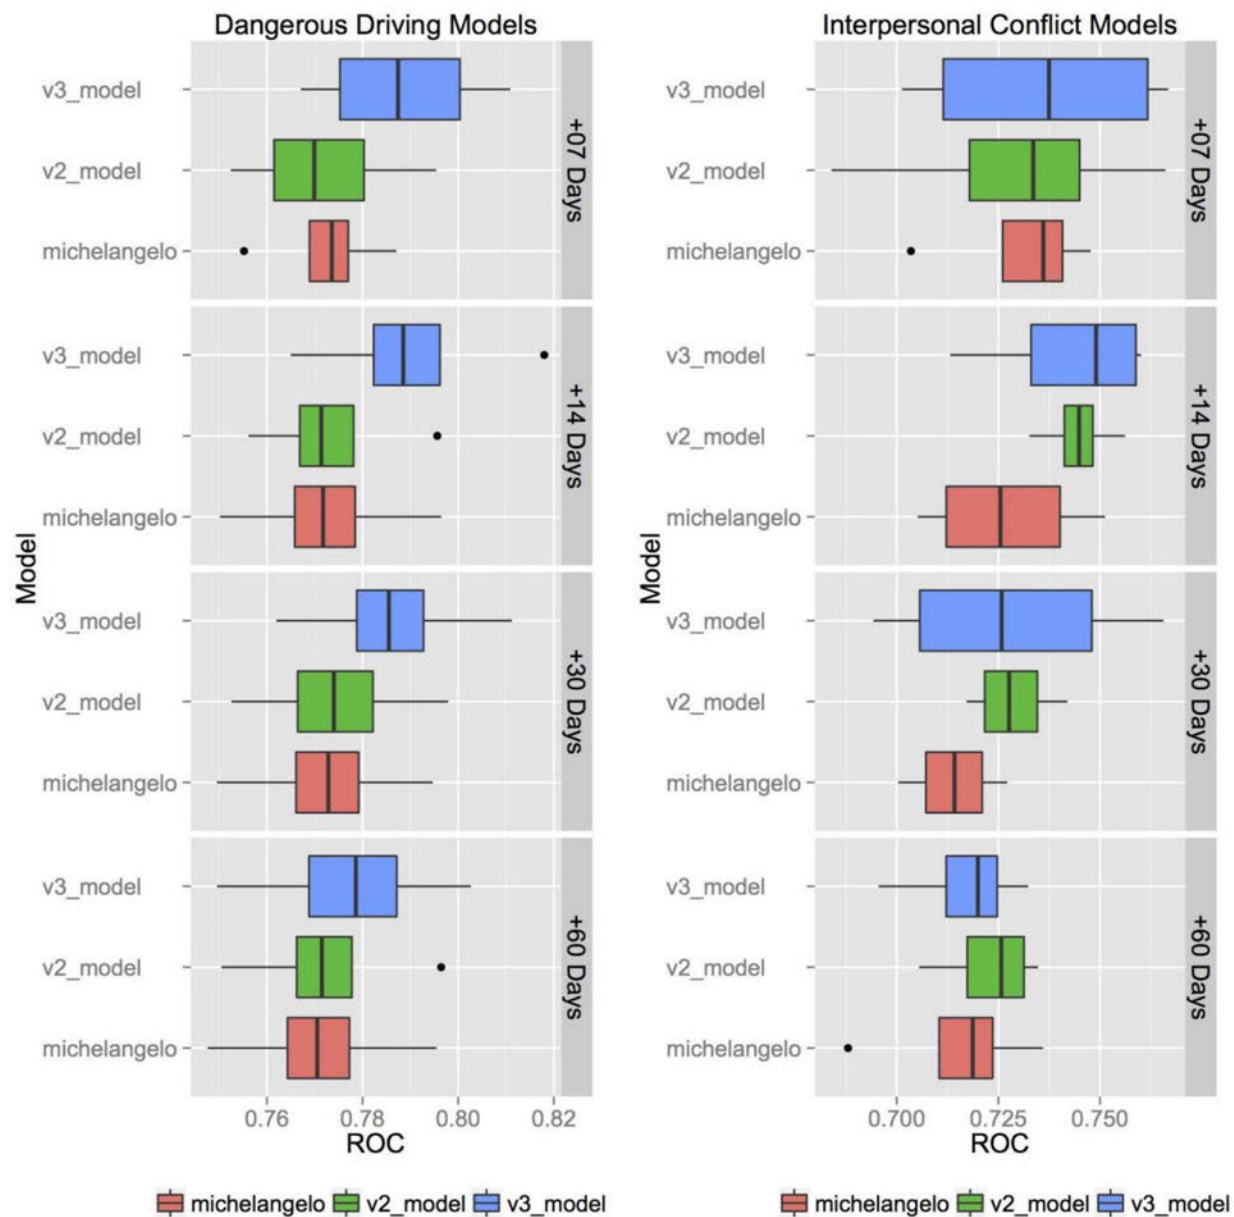 Dangerous Driving Models
v3_model
v2_model
michelangelo
+07 Days
v3_model
v2_model
michelangelo
+14 Days
v3_model
v2_model
michelangelo
+30 Days
v3_model
v2_model
michelangelo
+60 Days
Model
0.76 0.78 0.80 0.82
ROC
michelangelo v2_model v3_model
Interpersonal Conflict Models
v3_model
v2_model
michelangelo
+07 Days
v3_model
v2_model
michelangelo
+14 Days
v3_model
v2_model
michelangelo
+30 Days
v3_model
v2_model
michelangelo
+60 Days
Model
0.700 0.725 0.750
ROC
michelangelo v2_model v3_model